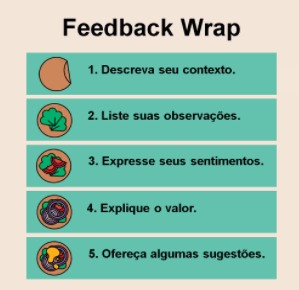 Feedback Wrap
1. Descreva seu contexto.
2. Liste suas observações.
3. Expresse seus sentimentos.
4. Explique o valor.
5. Ofereça algumas sugestões.